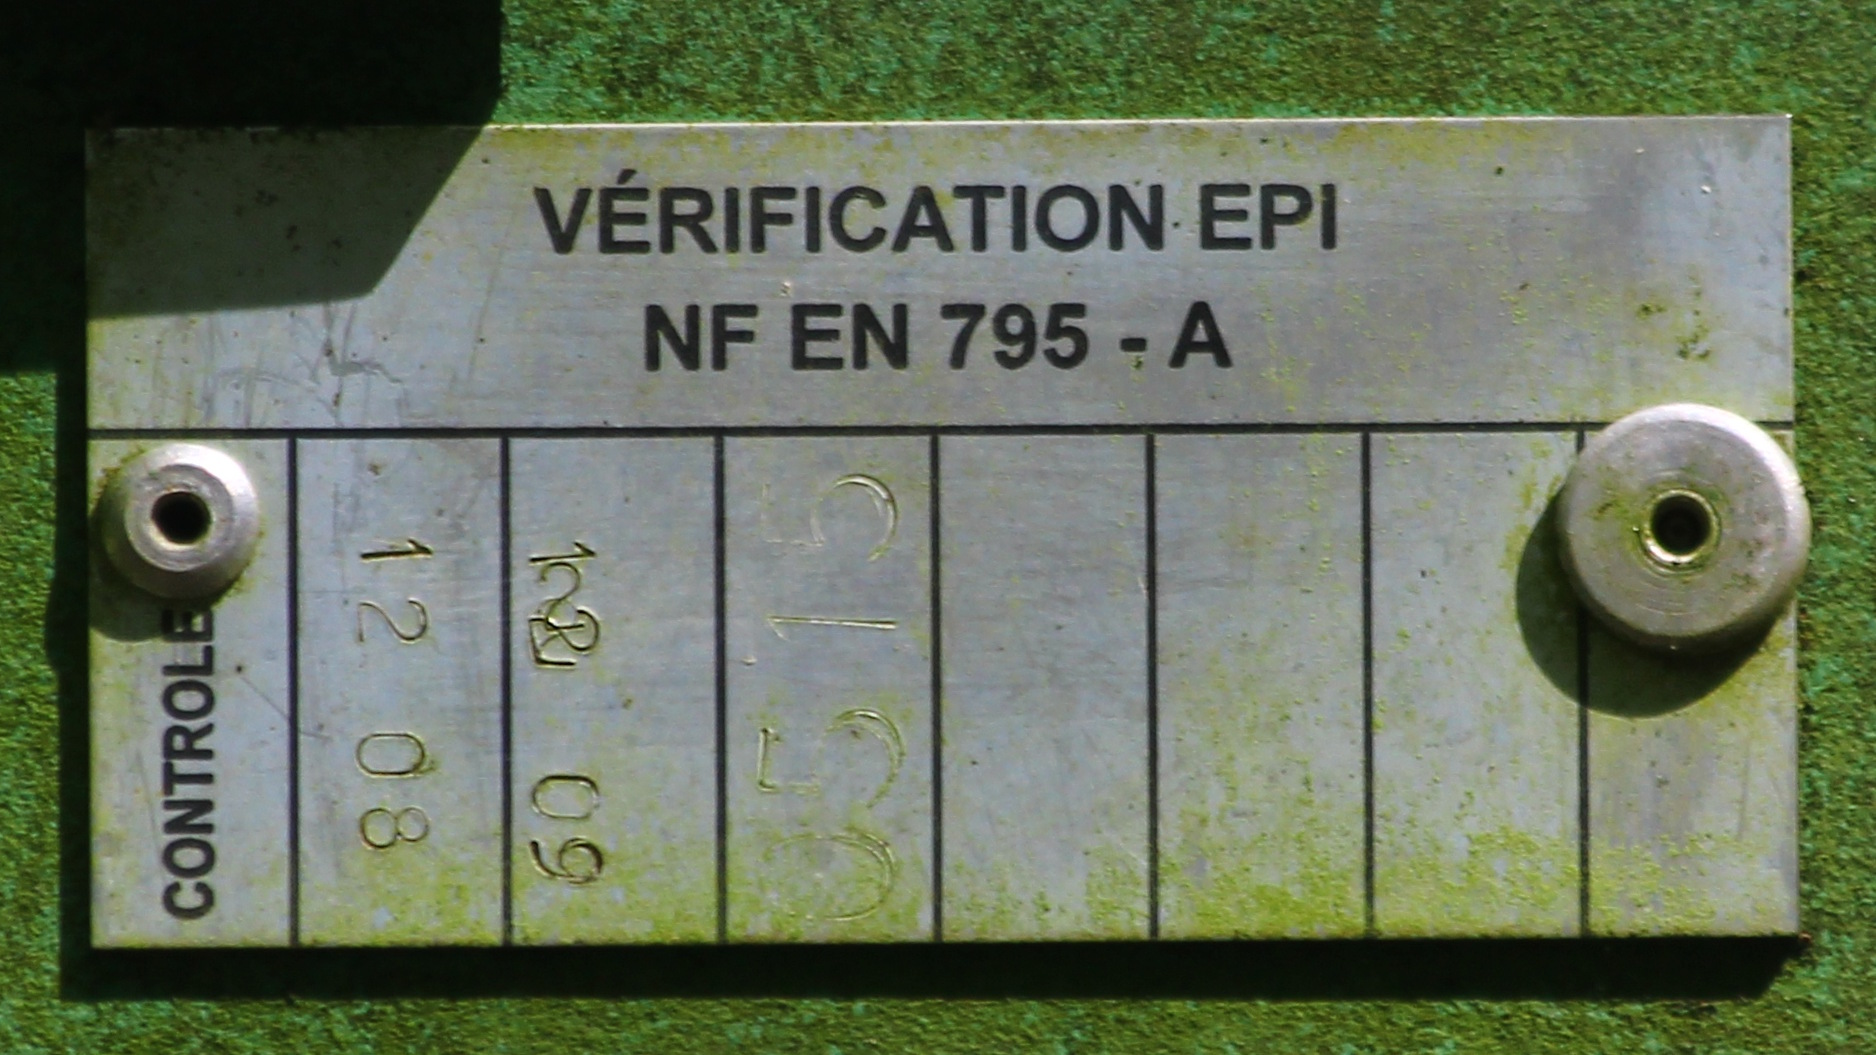 VÉRIFICATION EPI
NF EN 795 - A
CONTROLE
12 08
09